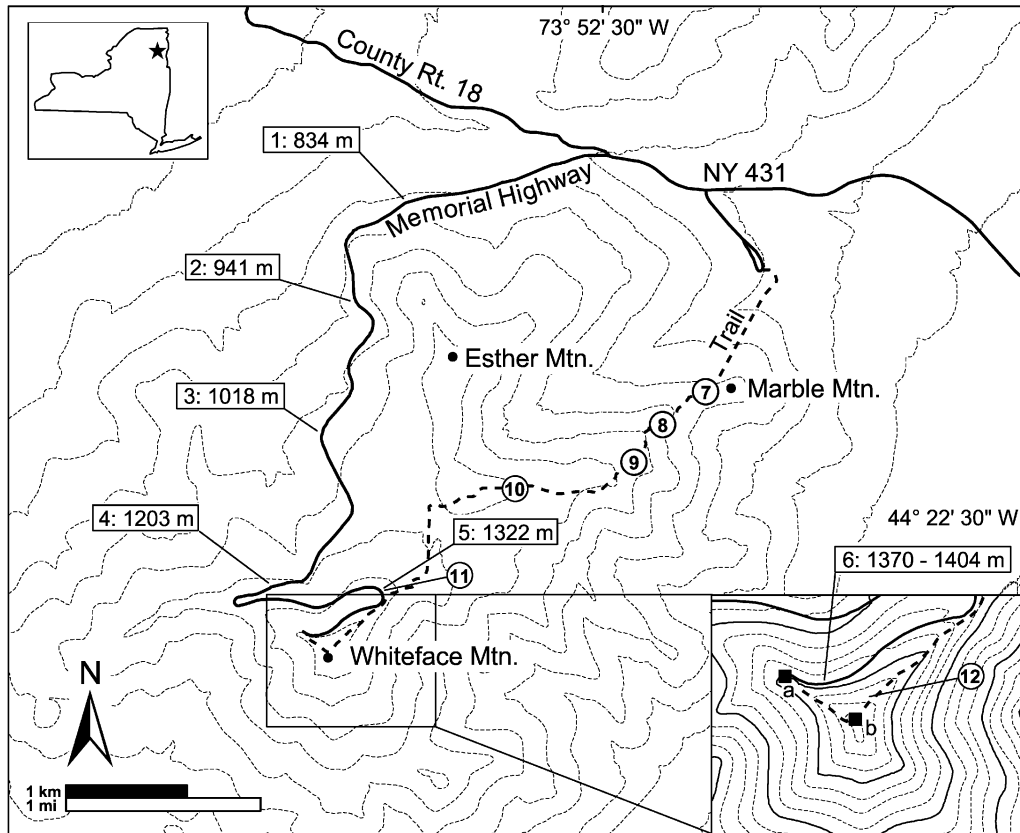 73° 52' 30" W
County Rt. 18
1: 834 m
NY 431
Memorial Highway
2: 941 m
Trail
Esther Mtn.
7
Marble Mtn.
3: 1018 m
8
9
10
4: 1203 m
44° 22' 30" W
5: 1322 m
6: 1370 - 1404 m
11
Whiteface Mtn.
N
12
a
b
1 km
1 mi